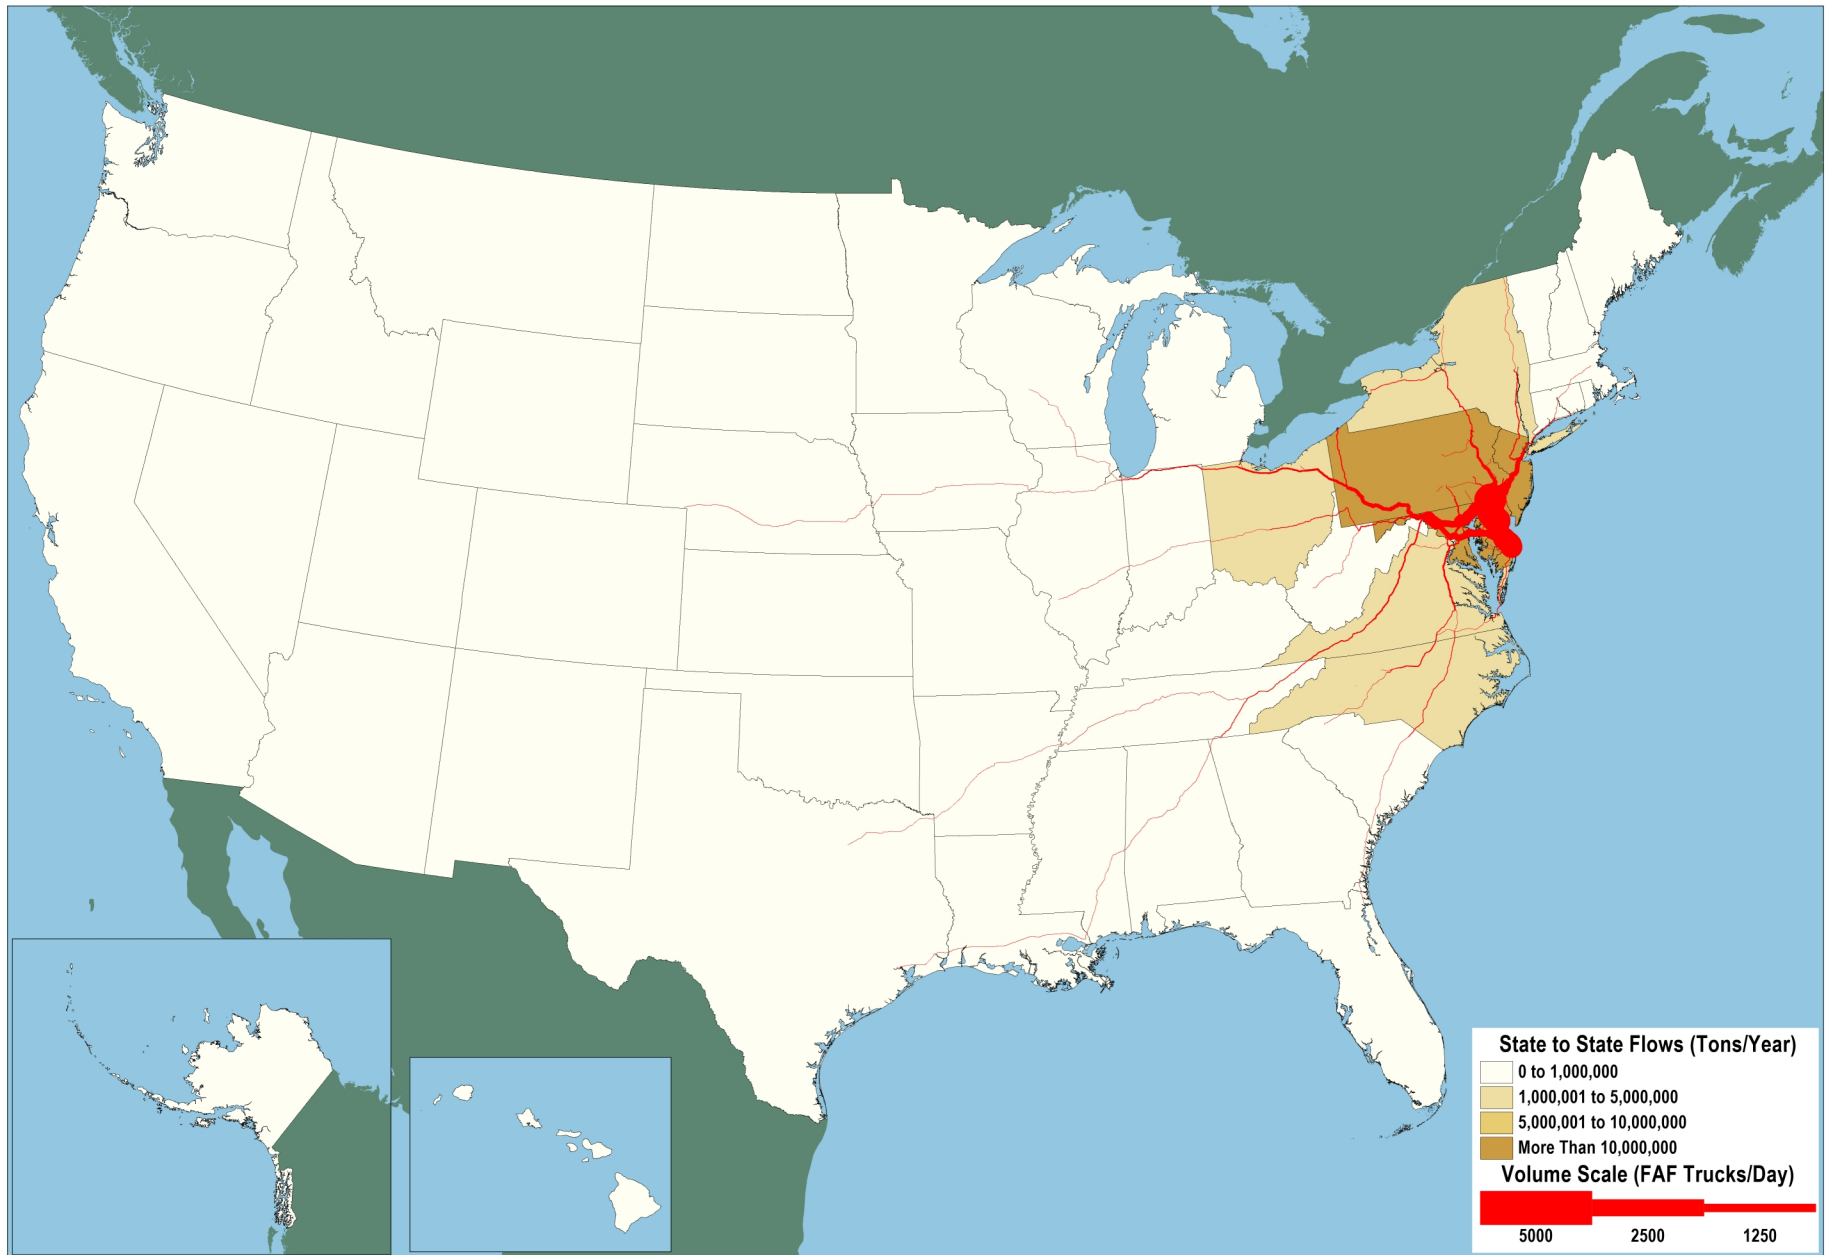 State to State Flows (Tons/Year)
0 to 1,000,000
1,000,001 to 5,000,000
5,000,001 to 10,000,000
More Than 10,000,000
Volume Scale (FAF Trucks/Day)
5000 2500 1250